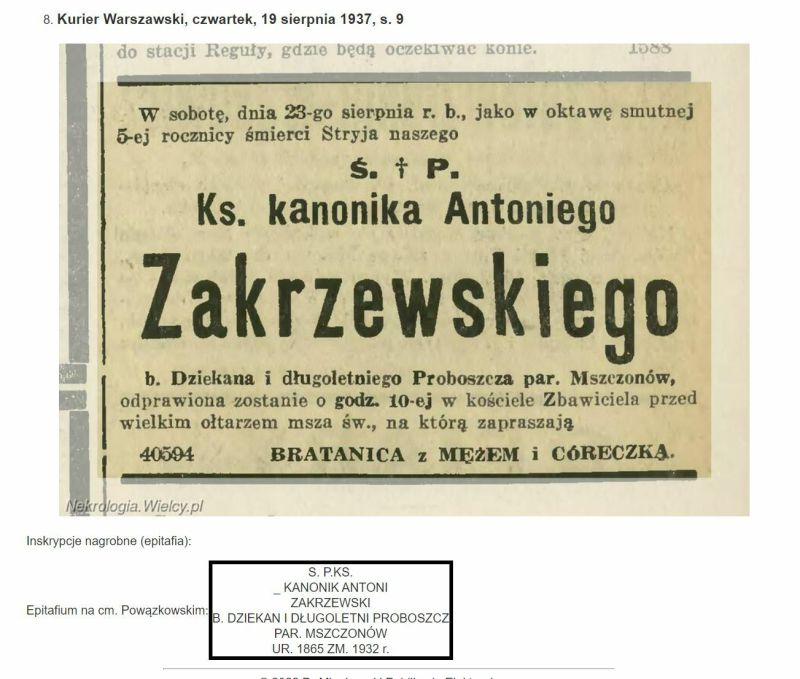 8. Kurier Warszawski, czwartek, 19 sierpnia 1937, s. 9
do stacji Reguły, gdzie będą oczekiwać konie. 1588
W sobotę, dnia 23-go sierpnia r. b., jako w oktawę smutnej
5-ej rocznicy śmierci Stryja naszego
Ś. † P.
Ks. kanonika Antoniego
Zakrzewskiego
b. Dziekana i długoletniego Proboszcza par. Mszczonów,
odprawiona zostanie o godz. 10-ej w kościele Zbawiciela przed
wielkim ołtarzem msza św., na którą zapraszają
40594 BRATANICA z MĘŻEM i CÓRECZKĄ.
Nekrologia.Wielcy.pl
Inskrypcje nagrobne (epitafia):
Epitafium na cm. Powązkowskim:
S. P.KS.
_ KANONIK ANTONI
ZAKRZEWSKI
B. DZIEKAN I DŁUGOLETNI PROBOSZCZ
PAR. MSZCZONÓW
UR. 1865 ZM. 1932 r.